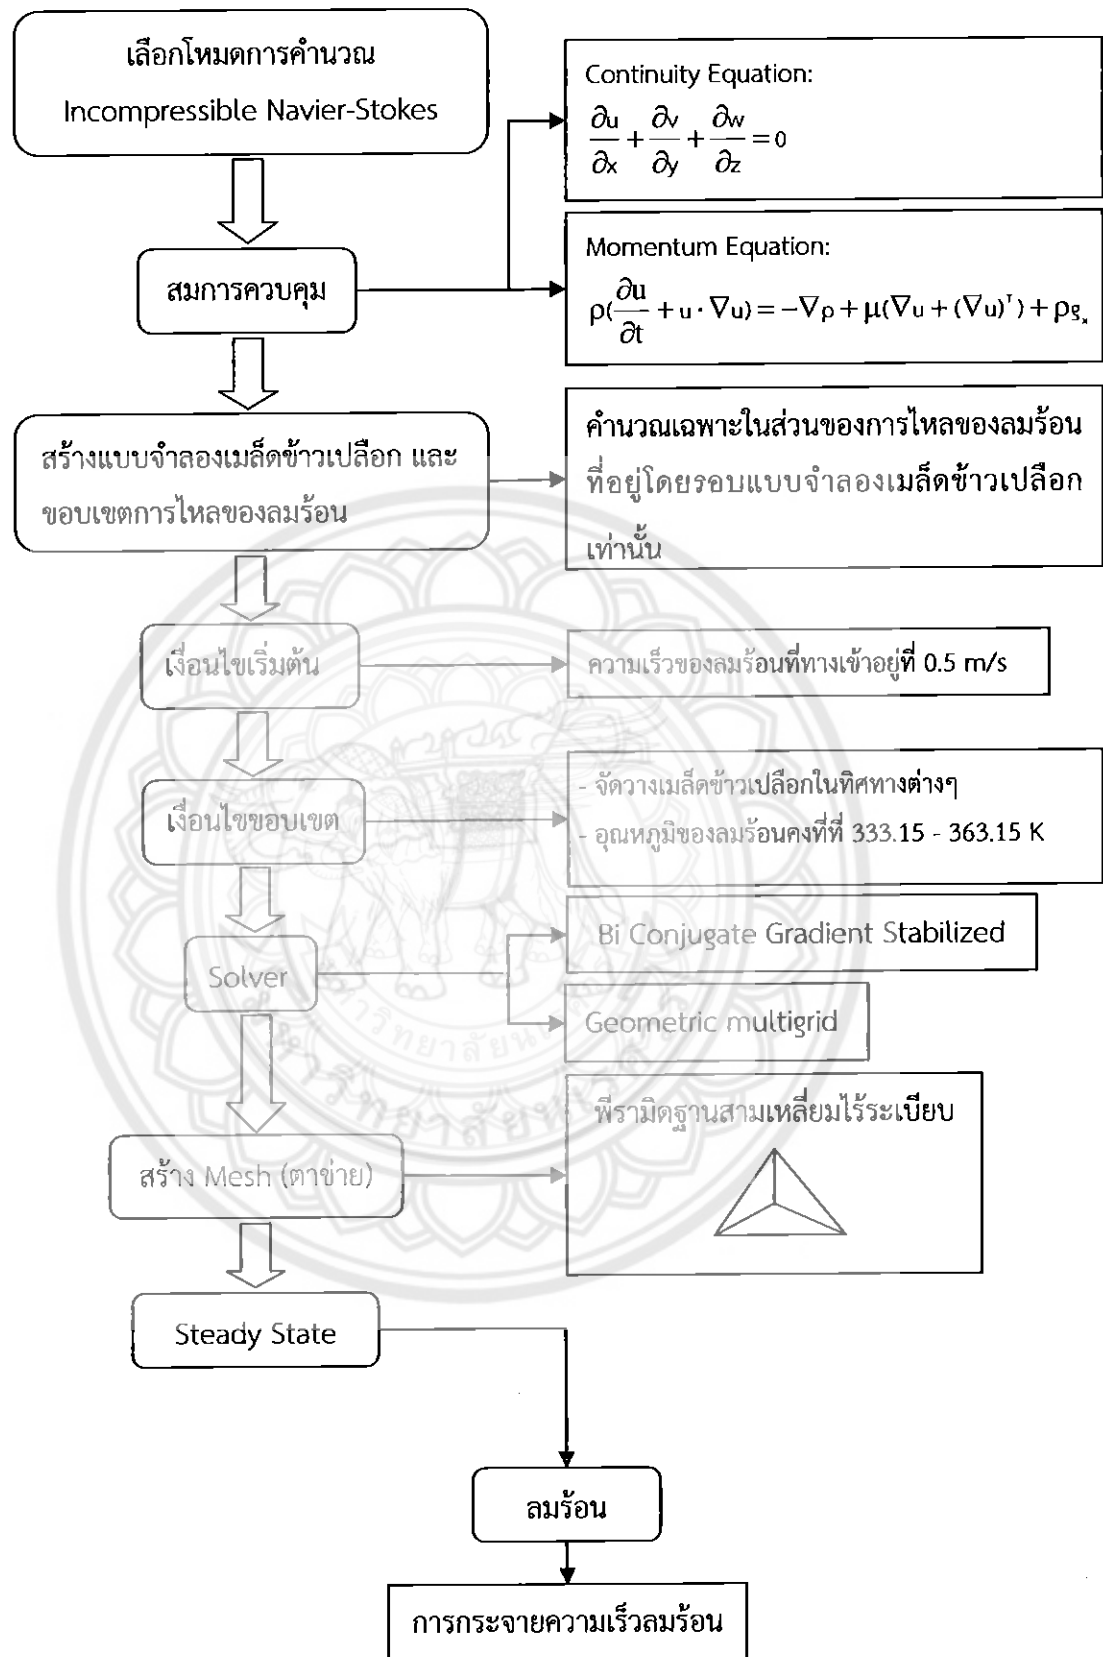 เลือกโหมดการคำนวณ
Incompressible Navier-Stokes
Continuity Equation:
∂u/∂x + ∂v/∂y + ∂w/∂z = 0
สมการควบคุม
Momentum Equation:
ρ(∂u/∂t + u · ∇u) = −∇p + μ(∇u + (∇u)ᵀ) + ρgₓ
สร้างแบบจำลองเมล็ดข้าวเปลือก และ
ขอบเขตการไหลของลมร้อน
คำนวณเฉพาะในส่วนของการไหลของลมร้อน
ที่อยู่โดยรอบแบบจำลองเมล็ดข้าวเปลือก
เท่านั้น
เงื่อนไขเริ่มต้น
ความเร็วของลมร้อนที่ทางเข้าอยู่ที่ 0.5 m/s
เงื่อนไขขอบเขต
- จัดวางเมล็ดข้าวเปลือกในทิศทางต่างๆ
- อุณหภูมิของลมร้อนคงที่ที่ 333.15 - 363.15 K
Solver
Bi Conjugate Gradient Stabilized
Geometric multigrid
สร้าง Mesh (ตาข่าย)
พีรามิดฐานสามเหลี่ยมไร้ระเบียบ
Steady State
ลมร้อน
การกระจายความเร็วลมร้อน